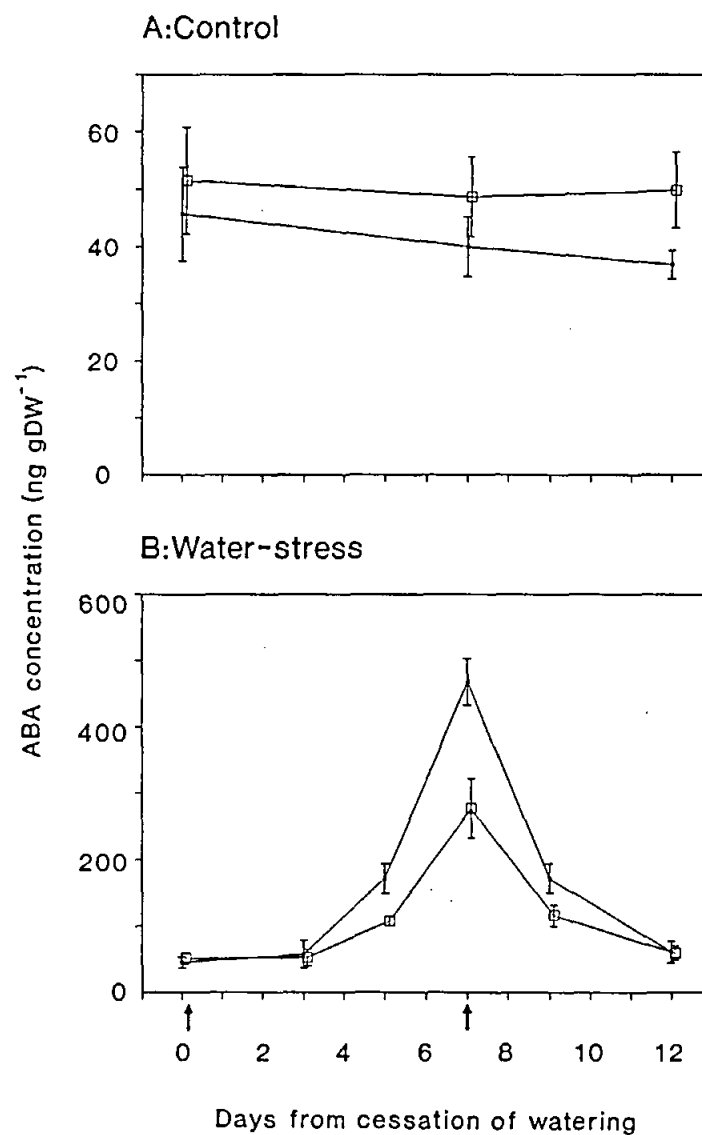 A:Control
60
40
20
0
ABA concentration (ng gDW⁻¹)
B:Water-stress
600
400
200
0
0 2 4 6 8 10 12
Days from cessation of watering